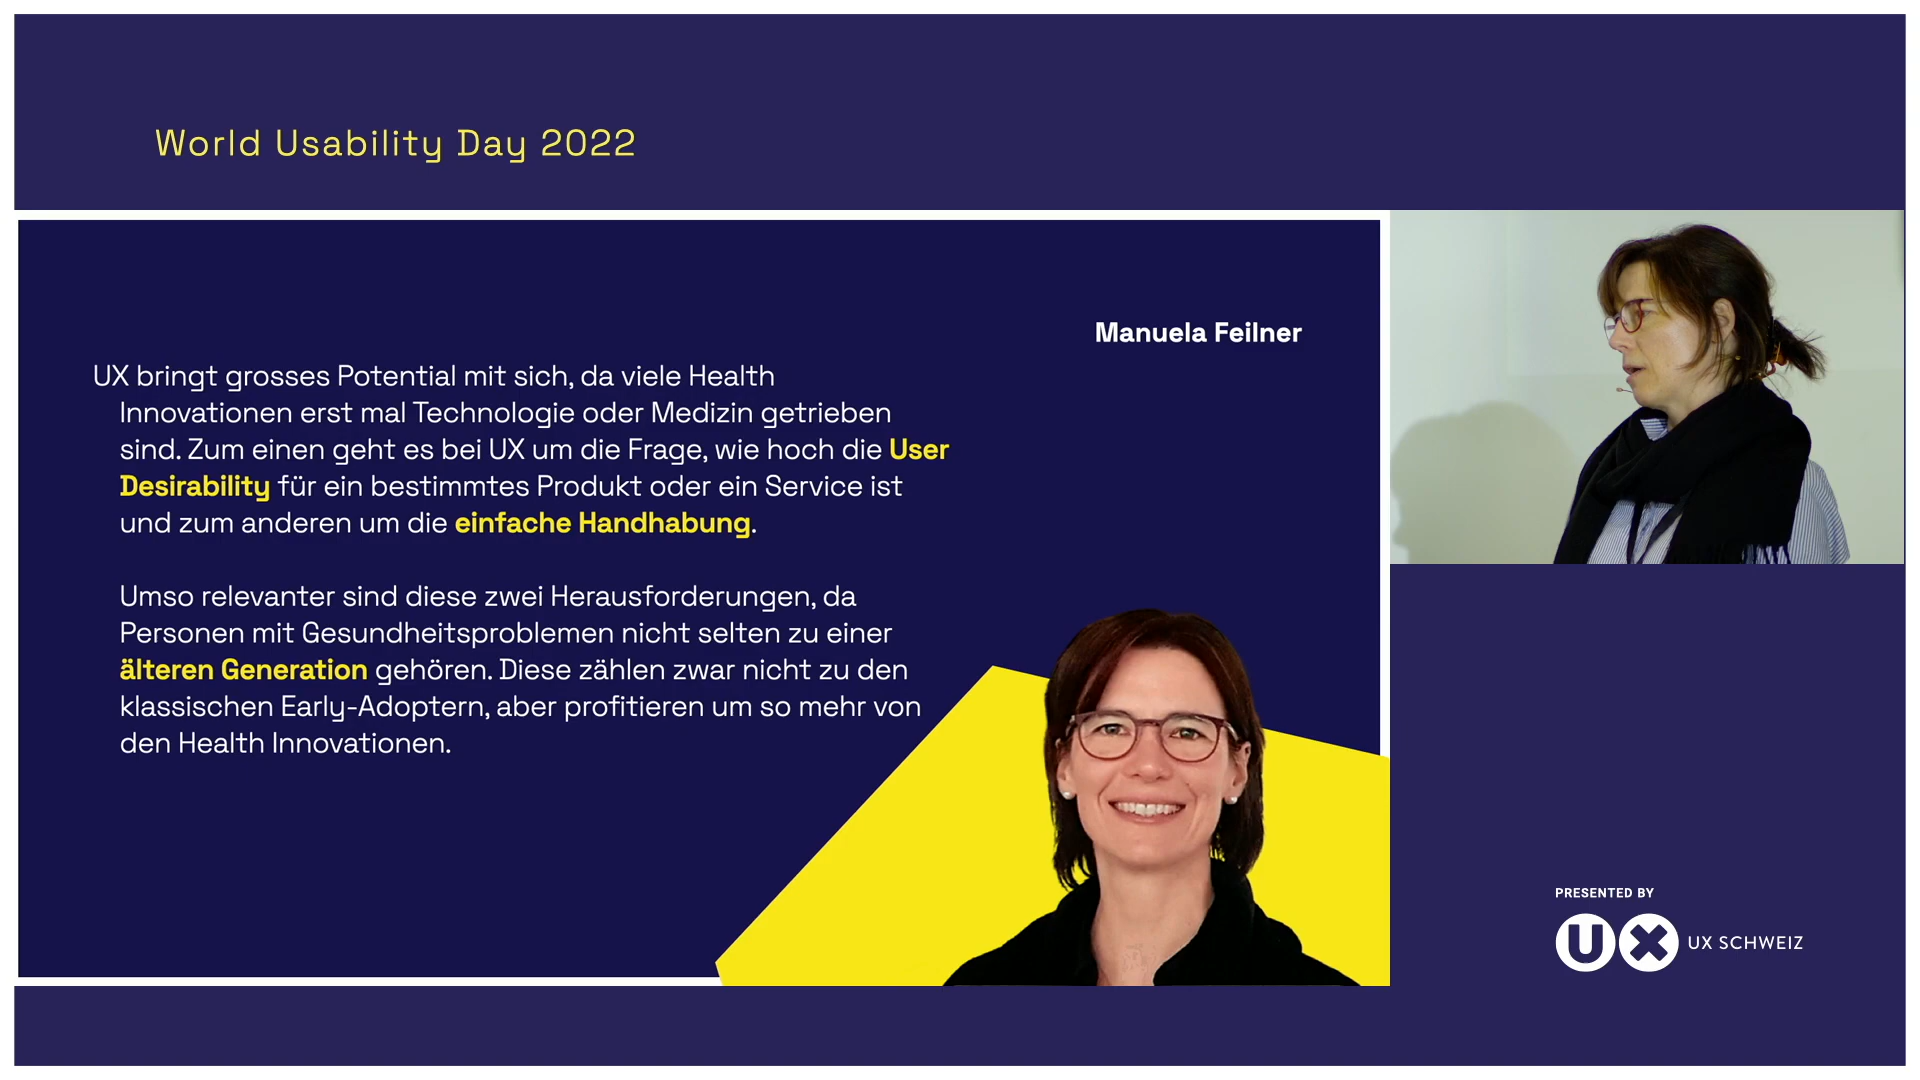 World Usability Day 2022
Manuela Feilner
UX bringt grosses Potential mit sich, da viele Health
Innovationen erst mal Technologie oder Medizin getrieben
sind. Zum einen geht es bei UX um die Frage, wie hoch die User
Desirability für ein bestimmtes Produkt oder ein Service ist
und zum anderen um die einfache Handhabung.
Umso relevanter sind diese zwei Herausforderungen, da
Personen mit Gesundheitsproblemen nicht selten zu einer
älteren Generation gehören. Diese zählen zwar nicht zu den
klassischen Early-Adoptern, aber profitieren um so mehr von
den Health Innovationen.
PRESENTED BY
UX UX SCHWEIZ